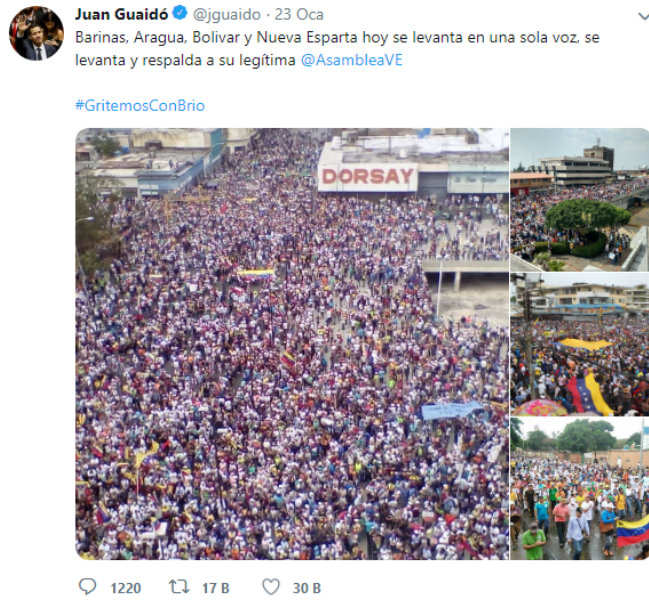 Juan Guaidó @jguaido · 23 Oca
Barinas, Aragua, Bolivar y Nueva Esparta hoy se levanta en una sola voz, se
levanta y respalda a su legítima @AsambleaVE
#GritemosConBrio
DORSAY
1220 17 B 30 B